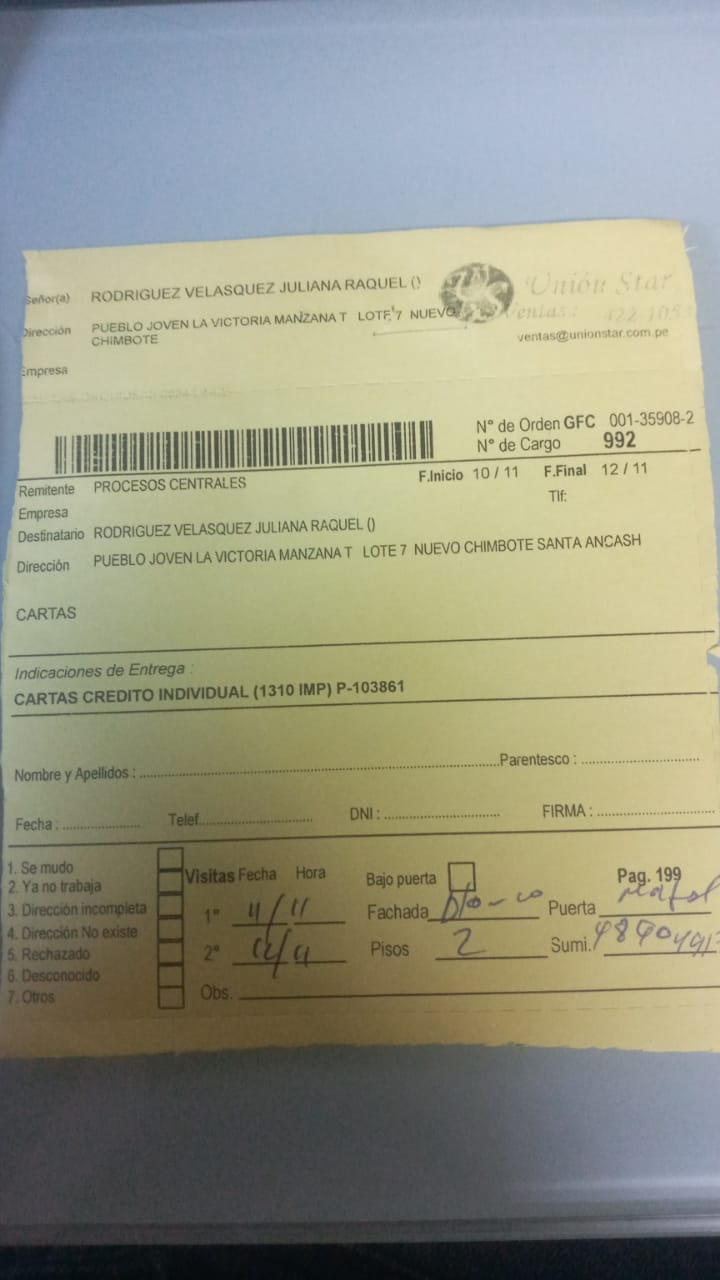 Señor(a) RODRIGUEZ VELASQUEZ JULIANA RAQUEL ()
Unión Star
Dirección PUEBLO JOVEN LA VICTORIA MANZANA T LOTE 7 NUEVO
CHIMBOTE
Ventas: 422-1053
ventas@unionstar.com.pe
Empresa
N° de Orden GFC 001-35908-2
N° de Cargo 992
Remitente PROCESOS CENTRALES F.Inicio 10 / 11 F.Final 12 / 11
Empresa Tlf:
Destinatario RODRIGUEZ VELASQUEZ JULIANA RAQUEL ()
Dirección PUEBLO JOVEN LA VICTORIA MANZANA T LOTE 7 NUEVO CHIMBOTE SANTA ANCASH
CARTAS
Indicaciones de Entrega :
CARTAS CREDITO INDIVIDUAL (1310 IMP) P-103861
Nombre y Apellidos : Parentesco :
Fecha : Telef. DNI : FIRMA :
1. Se mudo
2. Ya no trabaja
3. Dirección incompleta
4. Dirección No existe
5. Rechazado
6. Desconocido
7. Otros
Visitas Fecha Hora Bajo puerta Pag. 199
1° 11/11 Fachada Blanco Puerta Metal
2° Pisos 2 Sumi.
Obs.